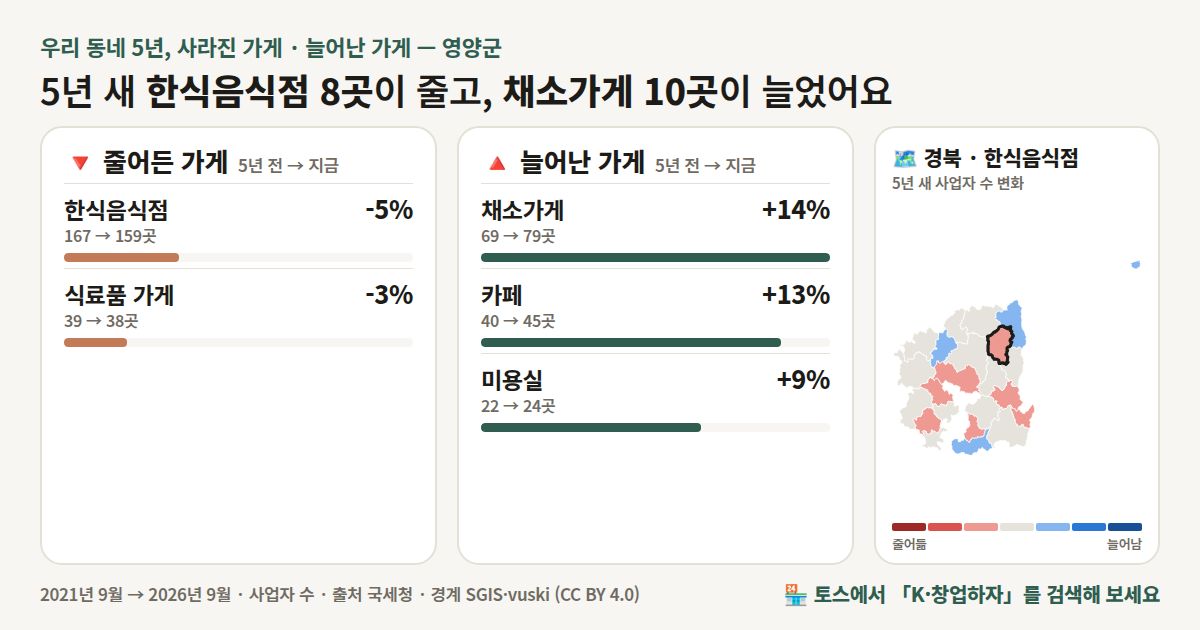 우리 동네 5년, 사라진 가게 · 늘어난 가게 — 영양군
5년 새 한식음식점 8곳이 줄고, 채소가게 10곳이 늘었어요
줄어든 가게 5년 전 → 지금
한식음식점 -5%
167 → 159곳
식료품 가게 -3%
39 → 38곳
늘어난 가게 5년 전 → 지금
채소가게 +14%
69 → 79곳
카페 +13%
40 → 45곳
미용실 +9%
22 → 24곳
경북 · 한식음식점
5년 새 사업자 수 변화
줄어듦 늘어남
2021년 9월 → 2026년 9월 · 사업자 수 · 출처 국세청 · 경계 SGIS·vuski (CC BY 4.0)
24 토스에서 「K·창업하자」를 검색해 보세요